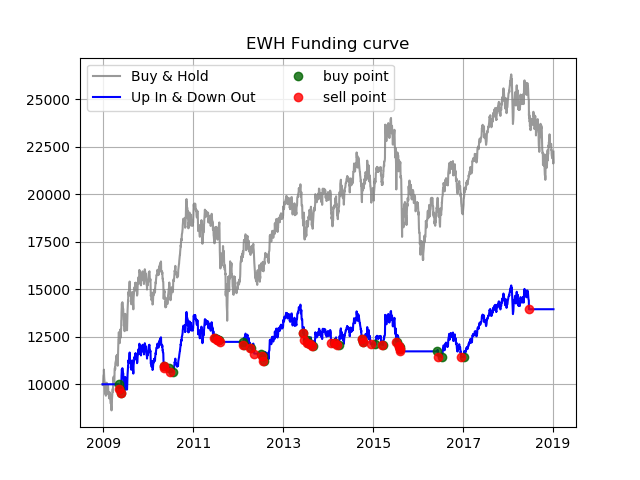 EWH Funding curve
Buy & Hold
Up In & Down Out
buy point
sell point
25000
22500
20000
17500
15000
12500
10000
2009 2011 2013 2015 2017 2019